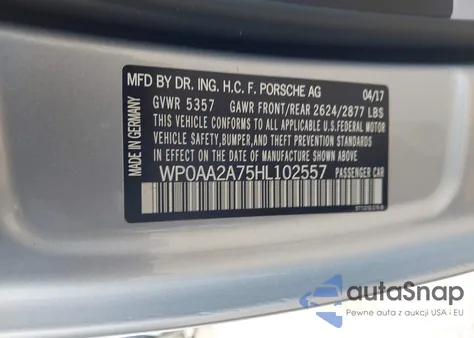 MFD BY DR. ING. H.C. F. PORSCHE AG 04/17
GVWR 5357 GAWR FRONT/REAR 2624/2877 LBS
THIS VEHICLE CONFORMS TO ALL APPLICABLE
U.S.FEDERAL MOTOR
VEHICLE SAFETY,BUMPER, AND THEFT
PREVENTION STANDARDS IN EFFECT ON THE
DATE OF MANUFACTURE SHOWN ABOVE.
WP0AA2A75HL102557 PASSENGER CAR
MADE IN GERMANY
autoSnap
Pewne auta z aukcji USA i EU